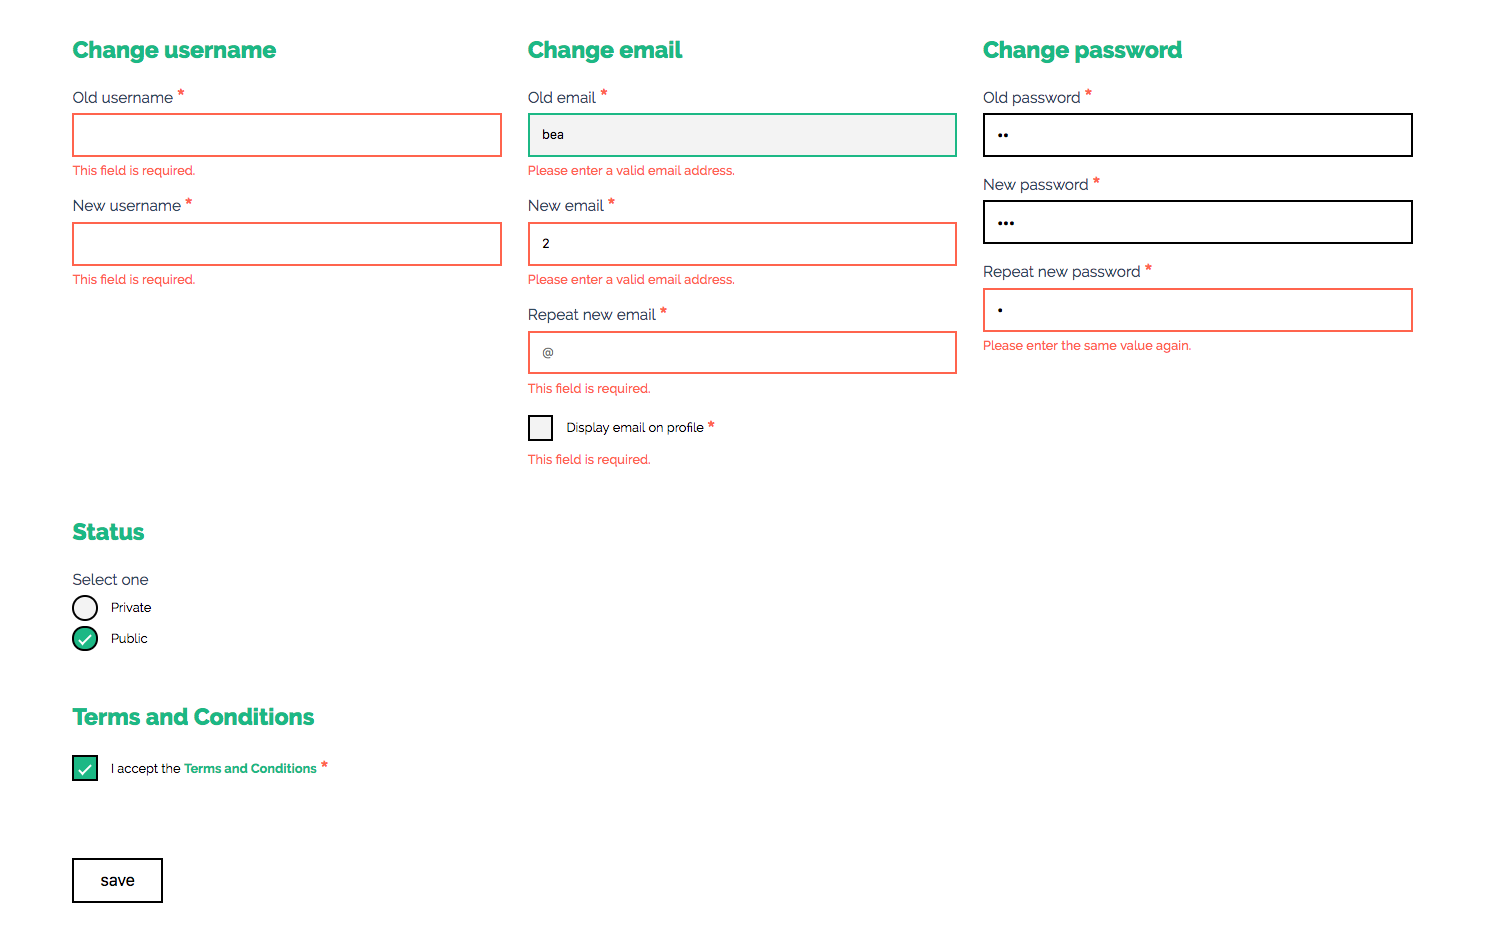 Change username
Old username *
This field is required.
New username *
This field is required.
Change email
Old email *
bea
Please enter a valid email address.
New email *
2
Please enter a valid email address.
Repeat new email *
@
This field is required.
Display email on profile *
This field is required.
Change password
Old password *
••
New password *
•••
Repeat new password *
•
Please enter the same value again.
Status
Select one
Private
Public
Terms and Conditions
I accept the Terms and Conditions *
save